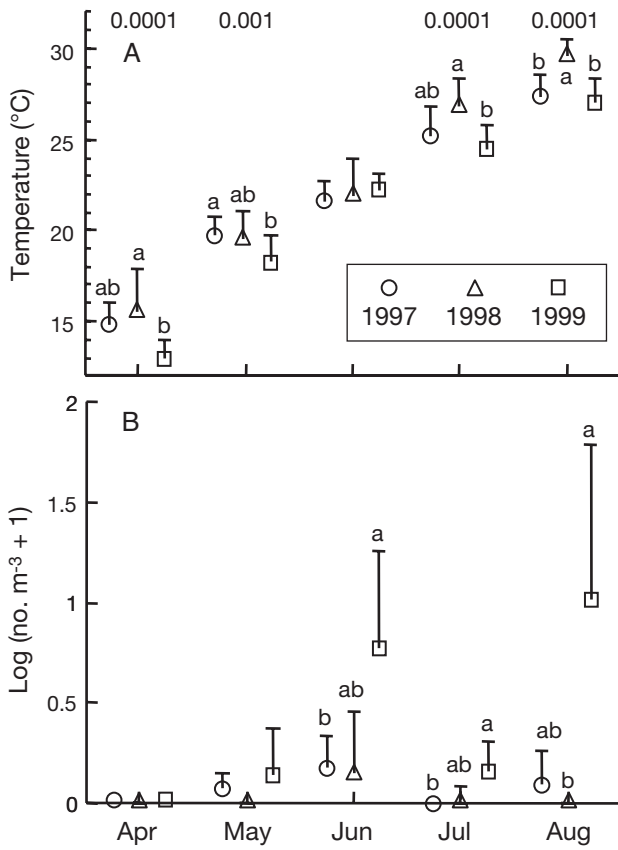 0.0001 0.001 0.0001 0.0001
A
30
25
20
15
Temperature (°C)
ab a b
a ab b
ab a b
b a b
1997 1998 1999
B
2
1.5
1
0.5
0
Log (no. m-3 + 1)
b ab a
b ab a
ab b a
Apr May Jun Jul Aug